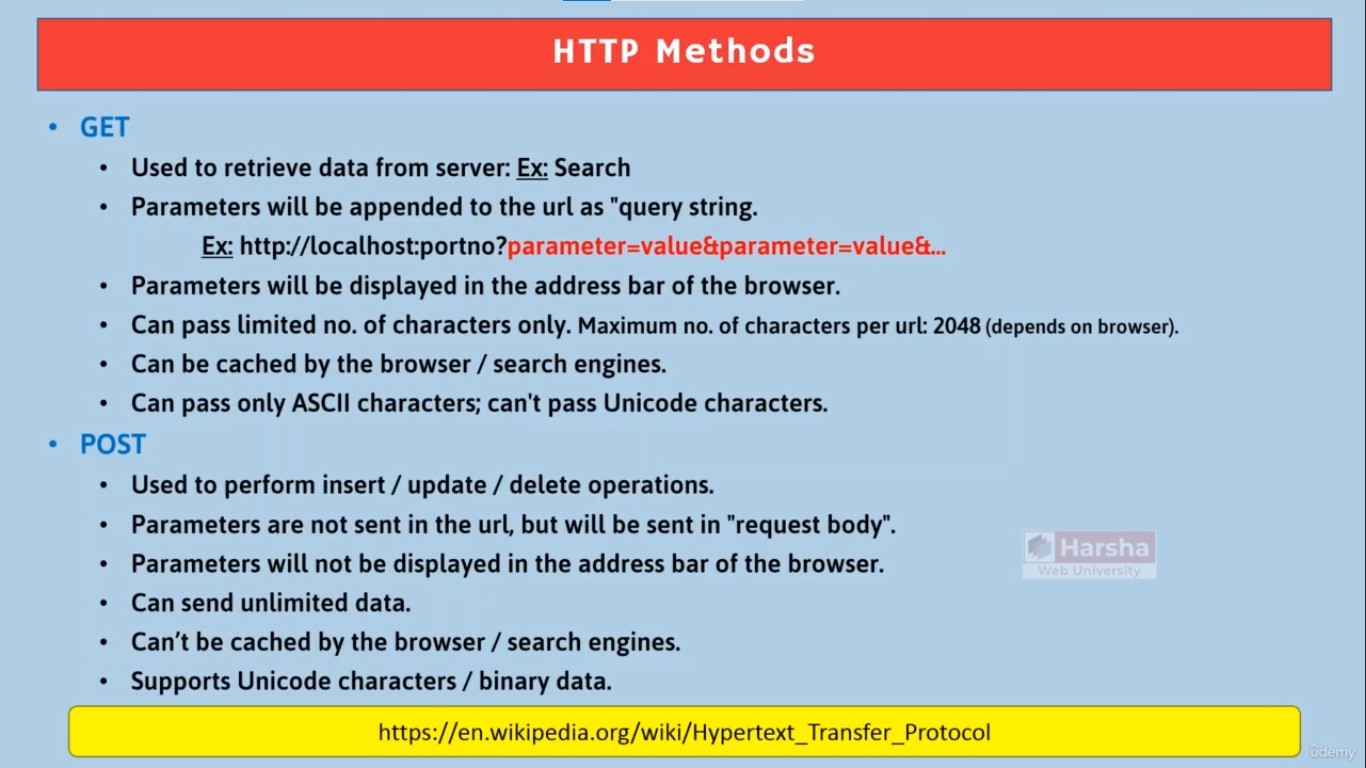 HTTP Methods
• GET
• Used to retrieve data from server: Ex: Search
• Parameters will be appended to the url as "query string.
Ex: http://localhost:portno?parameter=value&parameter=value&...
• Parameters will be displayed in the address bar of the browser.
• Can pass limited no. of characters only. Maximum no. of characters per url: 2048 (depends on browser).
• Can be cached by the browser / search engines.
• Can pass only ASCII characters; can't pass Unicode characters.
• POST
• Used to perform insert / update / delete operations.
• Parameters are not sent in the url, but will be sent in "request body".
• Parameters will not be displayed in the address bar of the browser.
• Can send unlimited data.
• Can’t be cached by the browser / search engines.
• Supports Unicode characters / binary data.
Harsha
Web University
https://en.wikipedia.org/wiki/Hypertext_Transfer_Protocol
ûdemy